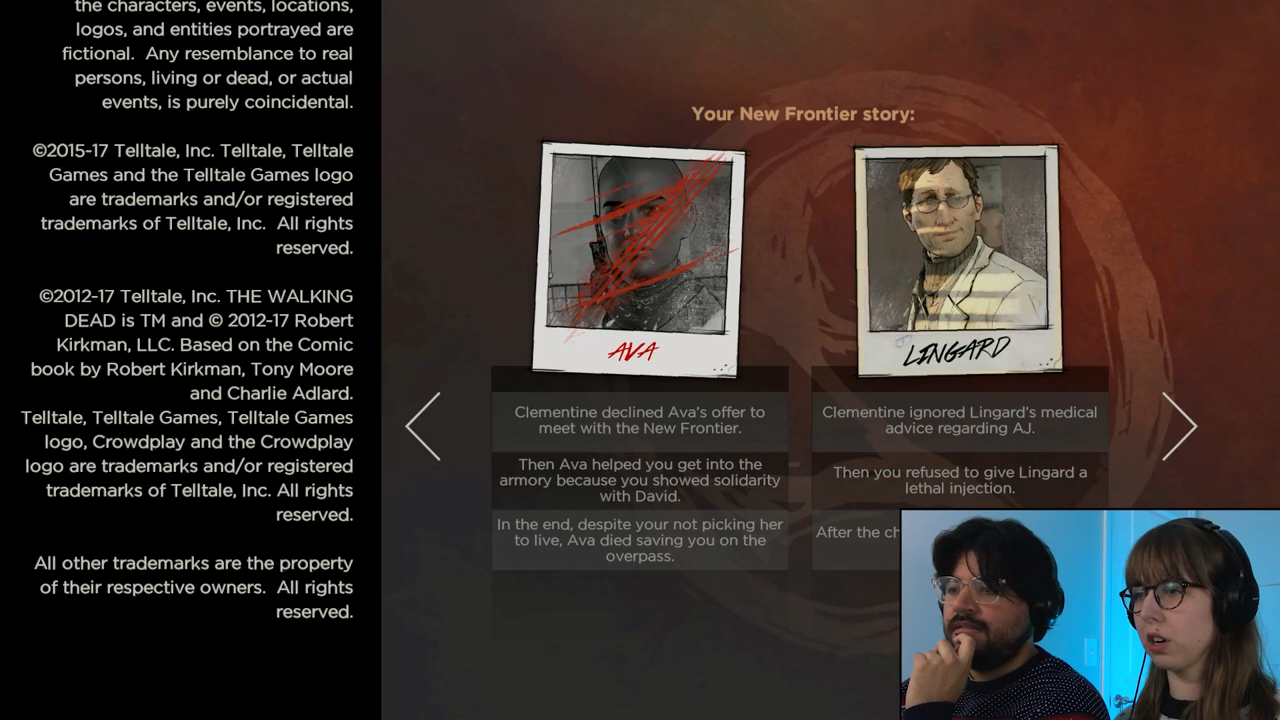 the characters, events, locations,
logos, and entities portrayed are
fictional.  Any resemblance to real
persons, living or dead, or actual
events, is purely coincidental.
©2015-17 Telltale, Inc. Telltale, Telltale
Games and the Telltale Games logo
are trademarks and/or registered
trademarks of Telltale, Inc.  All rights
reserved.
©2012-17 Telltale, Inc. THE WALKING
DEAD is TM and © 2012-17 Robert
Kirkman, LLC. Based on the Comic
book by Robert Kirkman, Tony Moore
and Charlie Adlard.
Telltale, Telltale Games, Telltale Games
logo, Crowdplay and the Crowdplay
logo are trademarks and/or registered
trademarks of Telltale, Inc. All rights
reserved.
All other trademarks are the property
of their respective owners.  All rights
reserved.
Your New Frontier story:
AVA
Clementine declined Ava's offer to
meet with the New Frontier.
Then Ava helped you get into the
armory because you showed solidarity
with David.
In the end, despite your not picking her
to live, Ava died saving you on the
overpass.
LINGARD
Clementine ignored Lingard's medical
advice regarding AJ.
Then you refused to give Lingard a
lethal injection.
After the ch